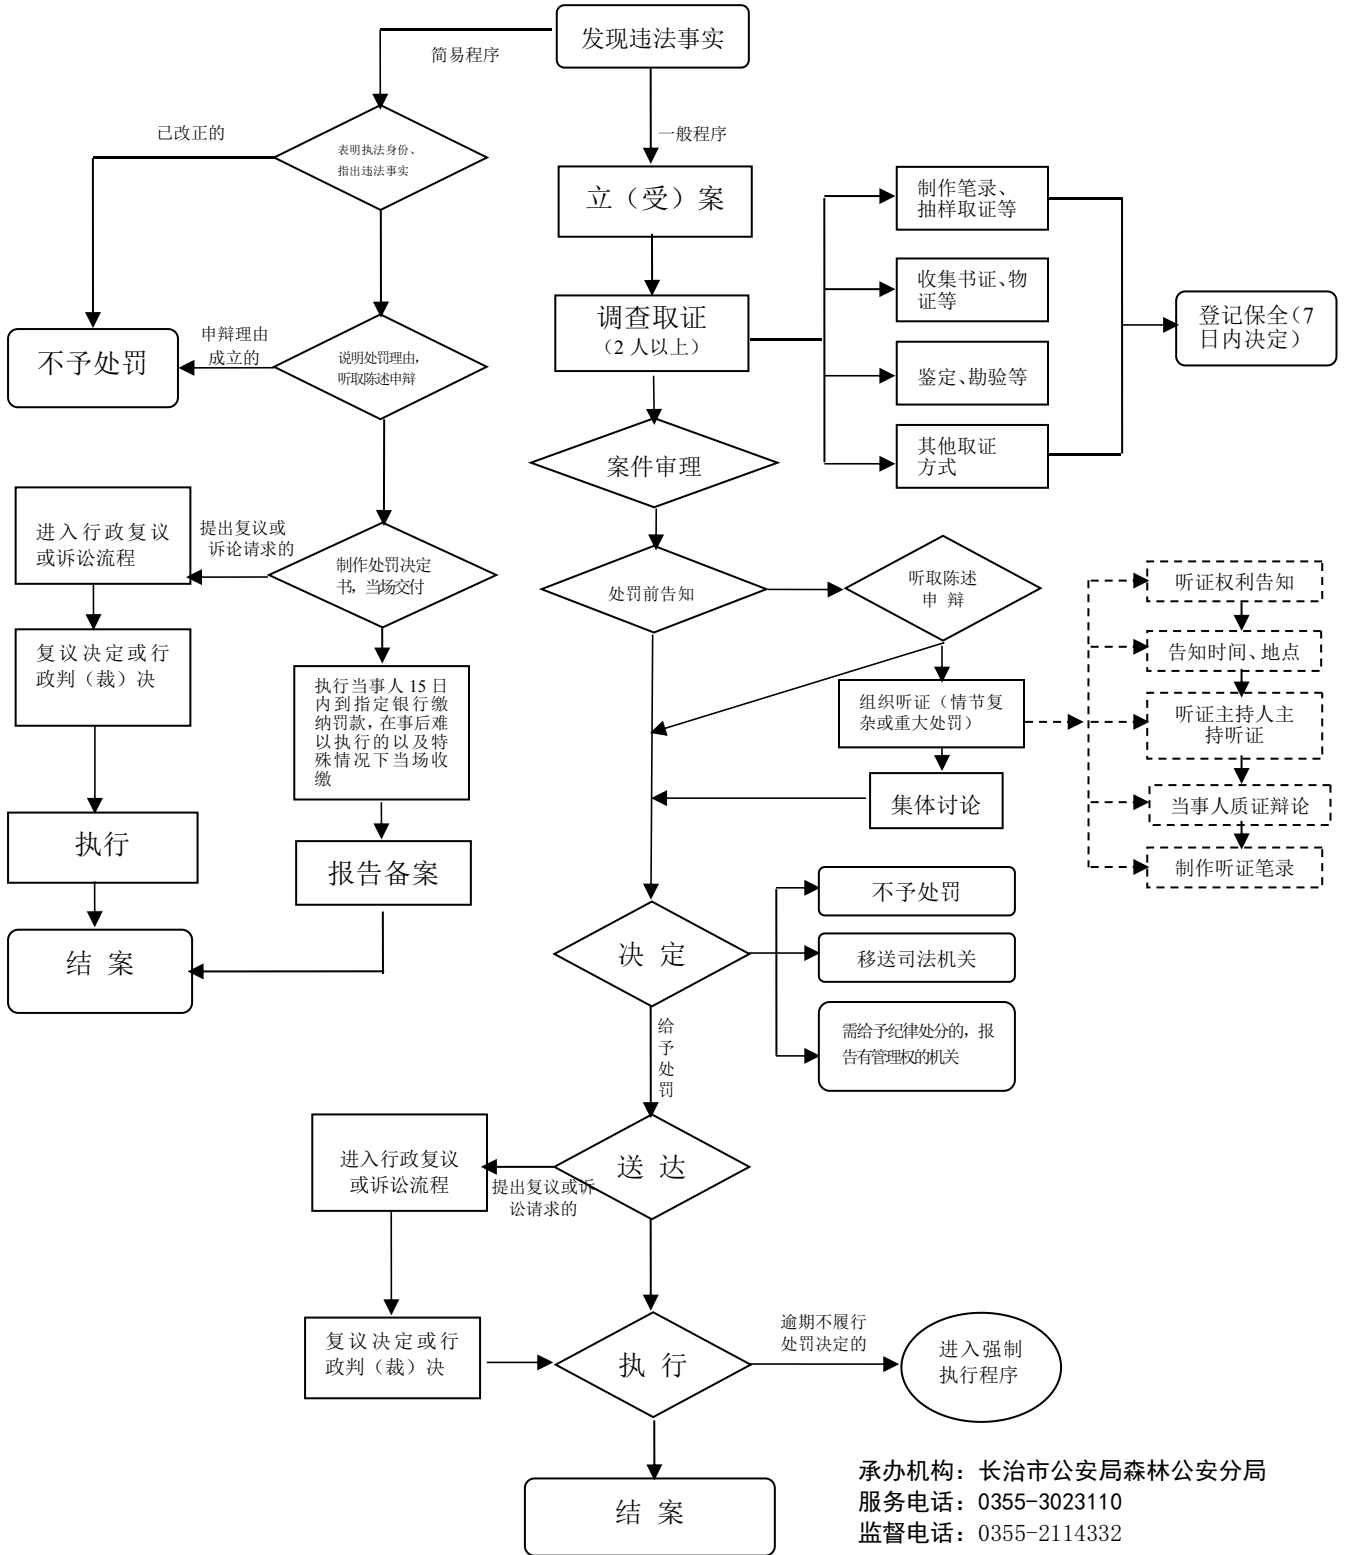 发现违法事实
简易程序
一般程序
已改正的
表明执法身份、
指出违法事实
立（受）案
制作笔录、
抽样取证等
收集书证、物
证等
鉴定、勘验等
其他取证
方式
登记保全（7
日内决定）
调查取证
（2 人以上）
不予处罚
申辩理由
成立的
说明处罚理由，
听取陈述申辩
案件审理
进入行政复议
或诉讼流程
提出复议或
诉论请求的
制作处罚决定
书，当场交付
处罚前告知
听取陈述
申 辩
听证权利告知
告知时间、地点
听证主持人主
持听证
当事人质证辩论
制作听证笔录
复议决定或行
政判（裁）决
执行当事人 15 日
内到指定银行缴
纳罚款，在事后难
以执行的以及特
殊情况下当场收
缴
组织听证（情节复
杂或重大处罚）
集体讨论
执行
报告备案
结 案
决 定
不予处罚
移送司法机关
需给予纪律处分的，报
告有管理权的机关
给
予
处
罚
进入行政复议
或诉讼流程
提出复议或诉
讼请求的
送 达
复议决定或行
政判（裁）决
执 行
逾期不履行
处罚决定的
进入强制
执行程序
结 案
承办机构：长治市公安局森林公安分局
服务电话：0355-3023110
监督电话：0355-2114332